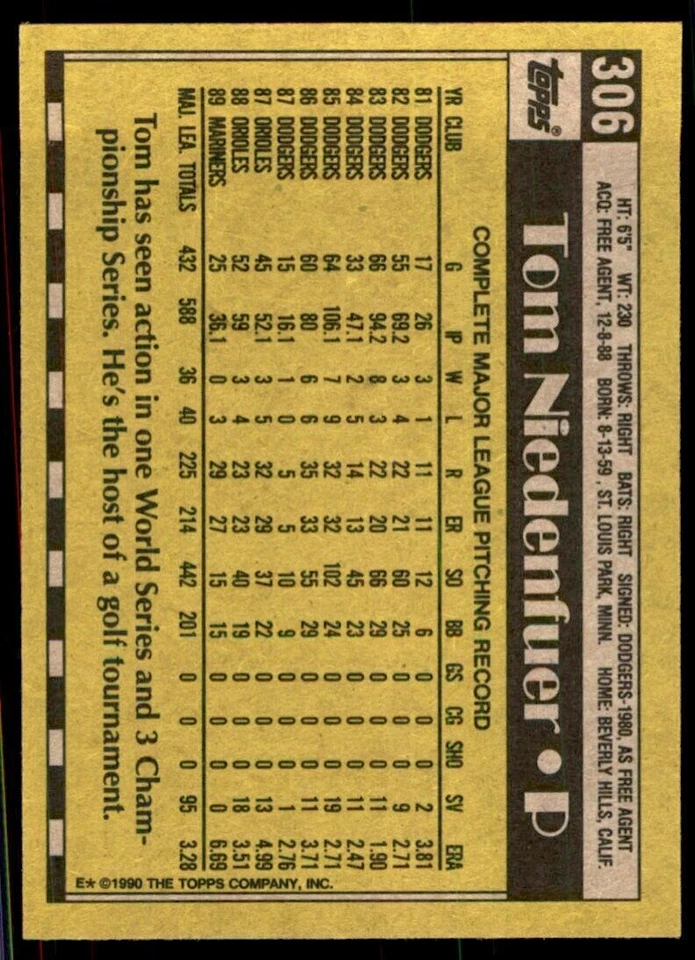 306
topps®
HT: 6'5" WT: 230 THROWS: RIGHT BATS: RIGHT SIGNED: DODGERS-1980, AS FREE AGENT
ACQ: FREE AGENT, 12-8-88 BORN: 8-13-59, ST. LOUIS PARK, MINN. HOME: BEVERLY HILLS, CALIF.
Tom Niedenfuer • P
COMPLETE MAJOR LEAGUE PITCHING RECORD
YR CLUB G IP W L R ER SO BB GS CG SHO SV ERA
81 DODGERS 17 26 3 1 11 11 12 6 0 0 0 2 3.81
82 DODGERS 55 69.2 3 4 22 21 60 25 0 0 0 9 2.71
83 DODGERS 66 94.2 8 3 22 20 66 29 0 0 0 11 1.90
84 DODGERS 33 47.1 2 5 14 13 45 23 0 0 0 11 2.47
85 DODGERS 64 106.1 7 9 32 32 102 24 0 0 0 19 2.71
86 DODGERS 60 80 6 6 35 33 55 29 0 0 0 11 3.71
87 DODGERS 15 16.1 1 0 5 5 10 9 0 0 0 1 2.76
87 ORIOLES 45 52.1 3 5 32 29 37 22 0 0 0 13 4.99
88 ORIOLES 52 59 3 4 23 23 40 19 0 0 0 18 3.51
89 MARINERS 25 36.1 0 3 29 27 15 15 0 0 0 0 6.69
MAJ. LEA. TOTALS 432 588 36 40 225 214 442 201 0 0 0 95 3.28
Tom has seen action in one World Series and 3 Cham-
pionship Series. He's the host of a golf tournament.
E* ©1990 THE TOPPS COMPANY, INC.